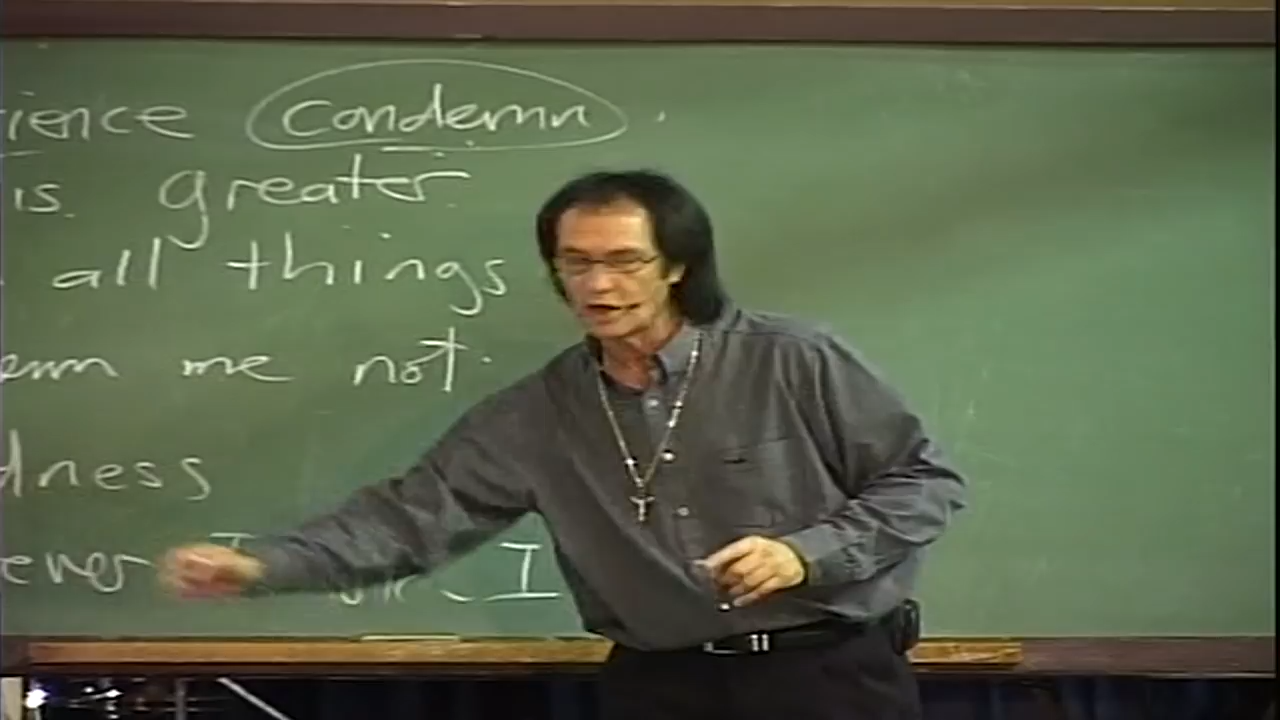 ience condemn.
is greater
all things
emn me not.
dness
ever I